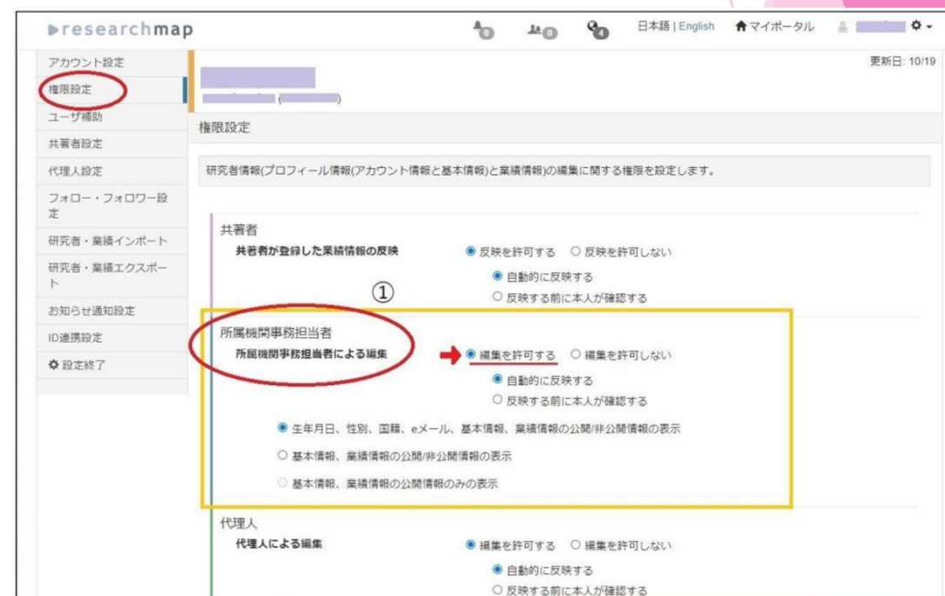 researchmap
0
0
4
日本語 | English
マイポータル
アカウント設定
更新日: 10/19
権限設定
ユーザ補助
権限設定
共著者設定
代理人設定
研究者情報(プロフィール情報(アカウント情報と基本情報)と業績情報)の編集に関する権限を設定します。
フォロー・フォロワー設
定
研究者・業績インポート
研究者・業績エクスポー
ト
お知らせ通知設定
ID連携設定
設定終了
共著者
共著者が登録した業績情報の反映
反映を許可する
反映を許可しない
自動的に反映する
反映する前に本人が確認する
①
所属機関事務担当者
所属機関事務担当者による編集
編集を許可する
編集を許可しない
自動的に反映する
反映する前に本人が確認する
生年月日、性別、国籍、eメール、基本情報、業績情報の公開/非公開情報の表示
基本情報、業績情報の公開/非公開情報の表示
基本情報、業績情報の公開情報のみの表示
代理人
代理人による編集
編集を許可する
編集を許可しない
自動的に反映する
反映する前に本人が確認する